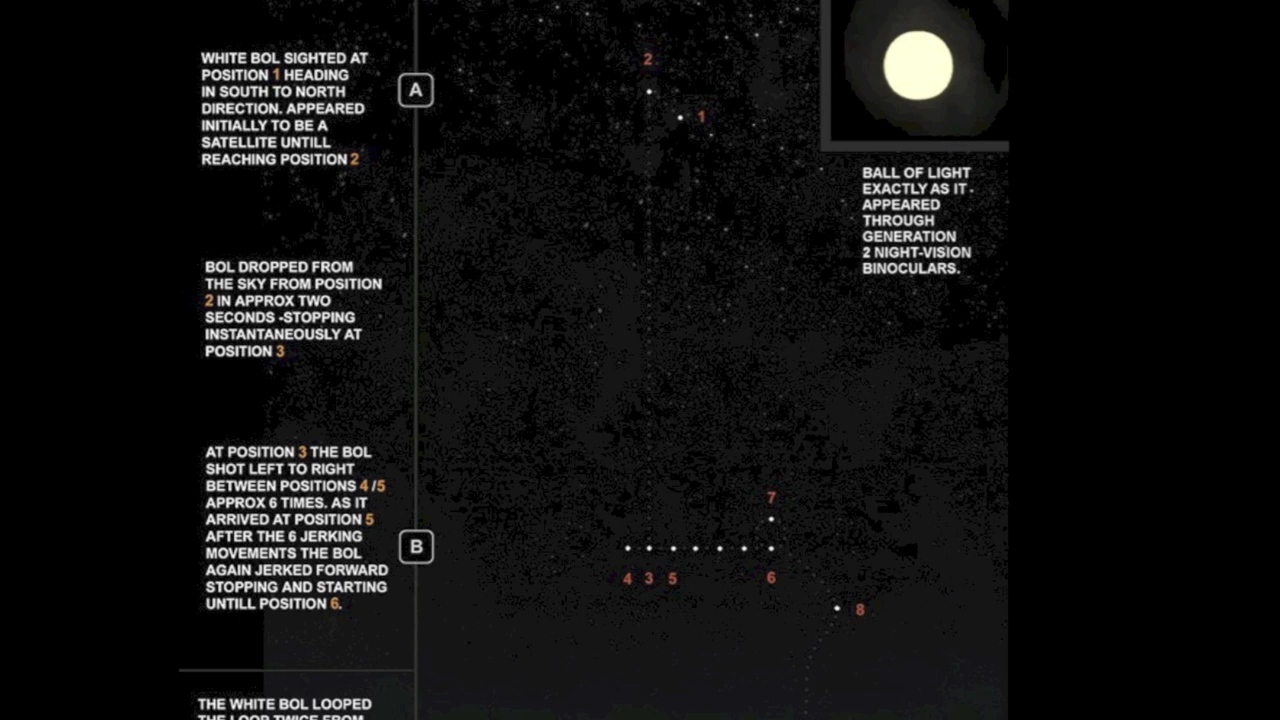 WHITE BOL SIGHTED AT
POSITION 1 HEADING
IN SOUTH TO NORTH
DIRECTION. APPEARED
INITIALLY TO BE A
SATELLITE UNTILL
REACHING POSITION 2
A
2
1
BALL OF LIGHT
EXACTLY AS IT -
APPEARED
THROUGH
GENERATION
2 NIGHT-VISION
BINOCULARS.
BOL DROPPED FROM
THE SKY FROM POSITION
2 IN APPROX TWO
SECONDS -STOPPING
INSTANTANEOUSLY AT
POSITION 3
AT POSITION 3 THE BOL
SHOT LEFT TO RIGHT
BETWEEN POSITIONS 4 /5
APPROX 6 TIMES. AS IT
ARRIVED AT POSITION 5
AFTER THE 6 JERKING
MOVEMENTS THE BOL
AGAIN JERKED FORWARD
STOPPING AND STARTING
UNTILL POSITION 6.
B
7
4 3 5 6
8
THE WHITE BOL LOOPED
THE LOOP TWICE FROM